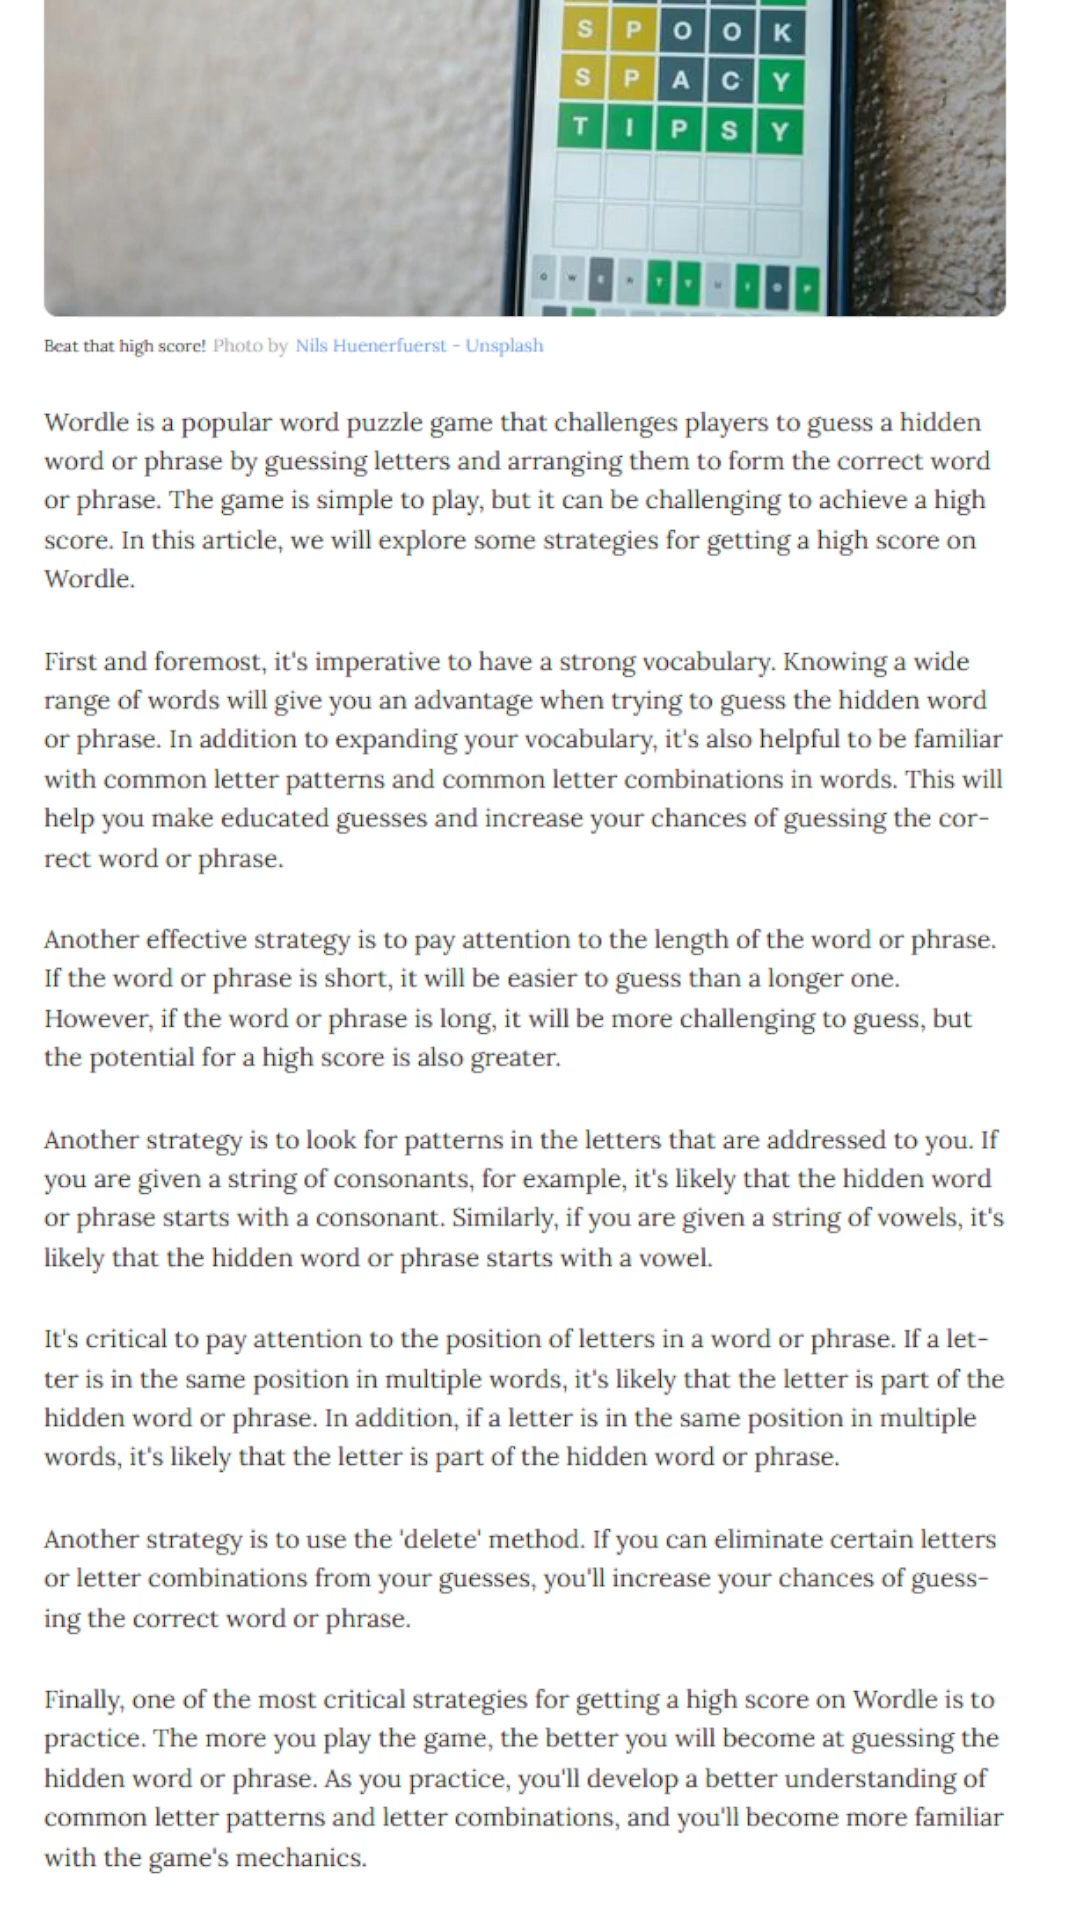 S P O O K
S P A C Y
T I P S Y
Beat that high score! Photo by Nils Huenerfuerst - Unsplash
Wordle is a popular word puzzle game that challenges players to guess a hidden
word or phrase by guessing letters and arranging them to form the correct word
or phrase. The game is simple to play, but it can be challenging to achieve a high
score. In this article, we will explore some strategies for getting a high score on
Wordle.
First and foremost, it's imperative to have a strong vocabulary. Knowing a wide
range of words will give you an advantage when trying to guess the hidden word
or phrase. In addition to expanding your vocabulary, it's also helpful to be familiar
with common letter patterns and common letter combinations in words. This will
help you make educated guesses and increase your chances of guessing the cor-
rect word or phrase.
Another effective strategy is to pay attention to the length of the word or phrase.
If the word or phrase is short, it will be easier to guess than a longer one.
However, if the word or phrase is long, it will be more challenging to guess, but
the potential for a high score is also greater.
Another strategy is to look for patterns in the letters that are addressed to you. If
you are given a string of consonants, for example, it's likely that the hidden word
or phrase starts with a consonant. Similarly, if you are given a string of vowels, it's
likely that the hidden word or phrase starts with a vowel.
It's critical to pay attention to the position of letters in a word or phrase. If a let-
ter is in the same position in multiple words, it's likely that the letter is part of the
hidden word or phrase. In addition, if a letter is in the same position in multiple
words, it's likely that the letter is part of the hidden word or phrase.
Another strategy is to use the 'delete' method. If you can eliminate certain letters
or letter combinations from your guesses, you'll increase your chances of guess-
ing the correct word or phrase.
Finally, one of the most critical strategies for getting a high score on Wordle is to
practice. The more you play the game, the better you will become at guessing the
hidden word or phrase. As you practice, you'll develop a better understanding of
common letter patterns and letter combinations, and you'll become more familiar
with the game's mechanics.